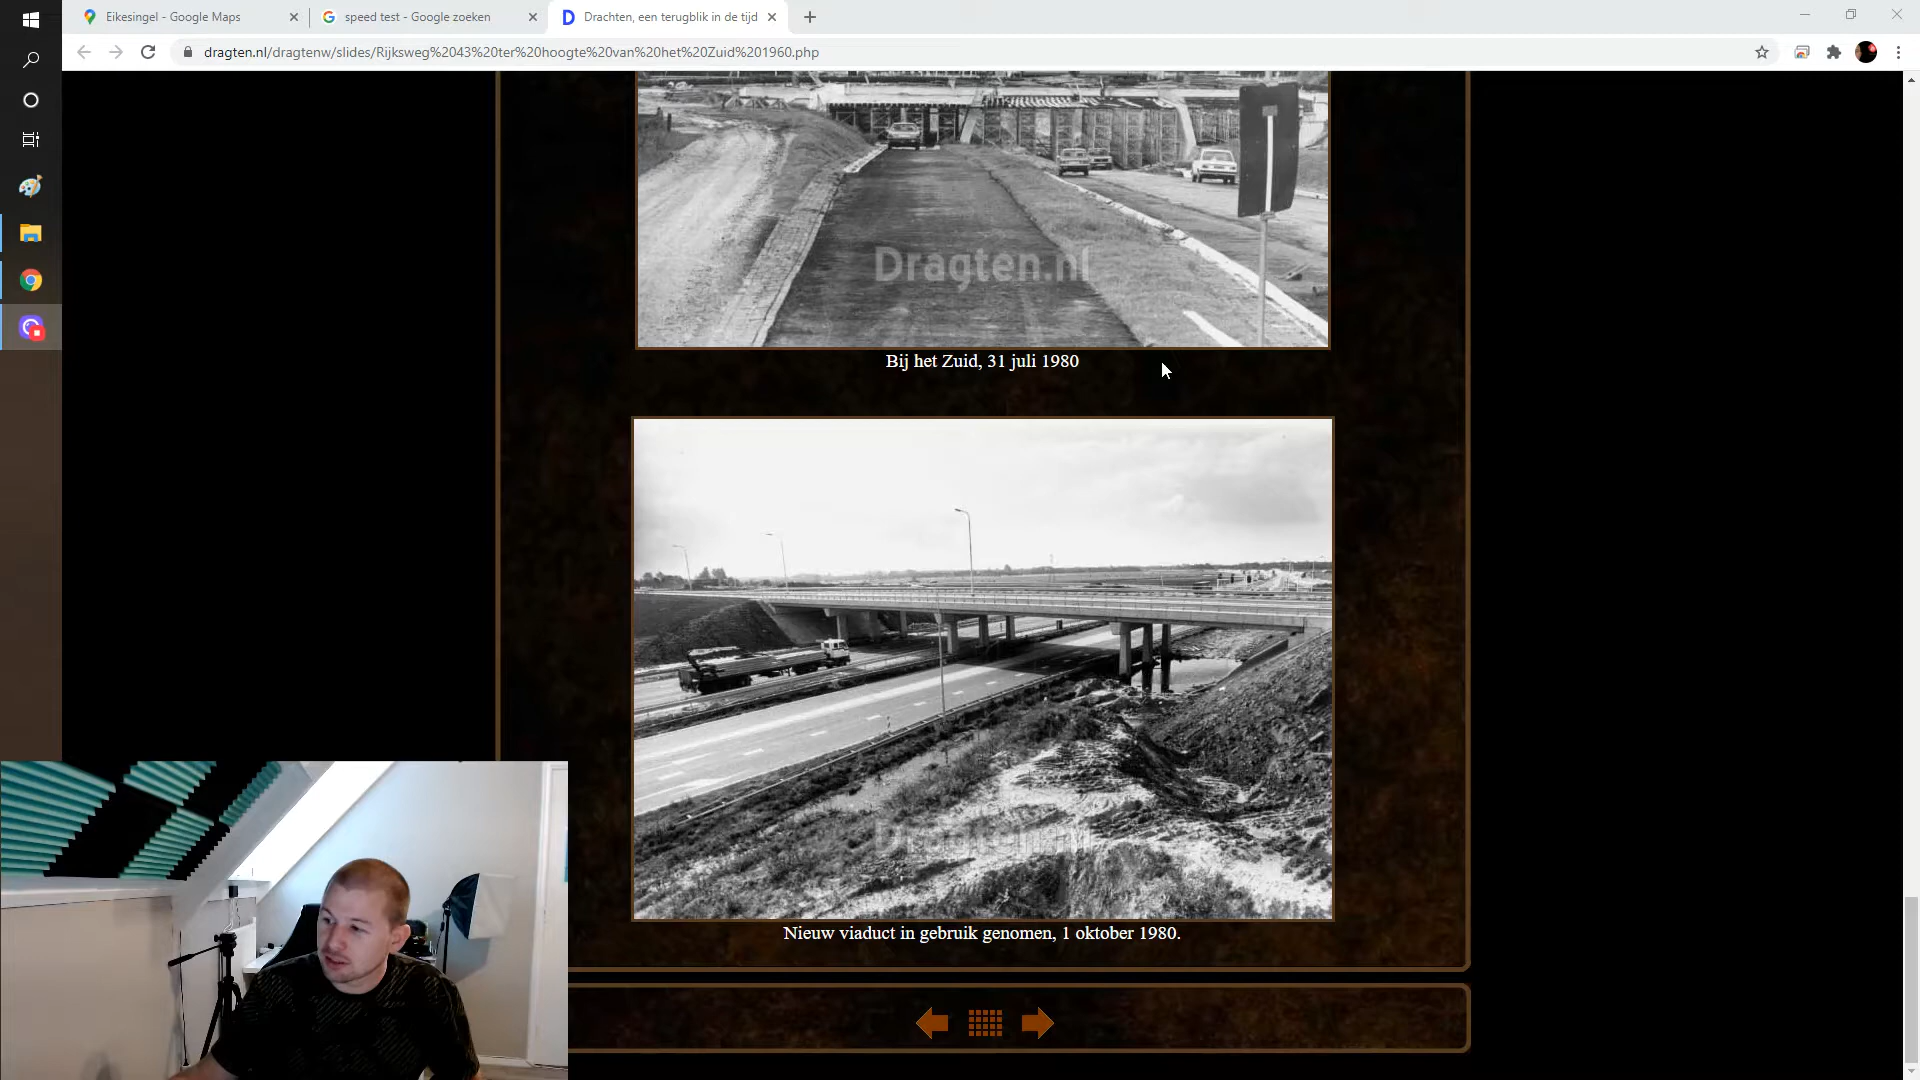 Eikesingel - Google Maps
speed test - Google zoeken
Drachten, een terugblik in de tijd
dragten.nl/dragtenw/slides/Rijksweg%2043%20ter%20hoogte%20van%20het%20Zuid%201960.php
Dragten.nl
Bij het Zuid, 31 juli 1980
Dragten.nl
Nieuw viaduct in gebruik genomen, 1 oktober 1980.